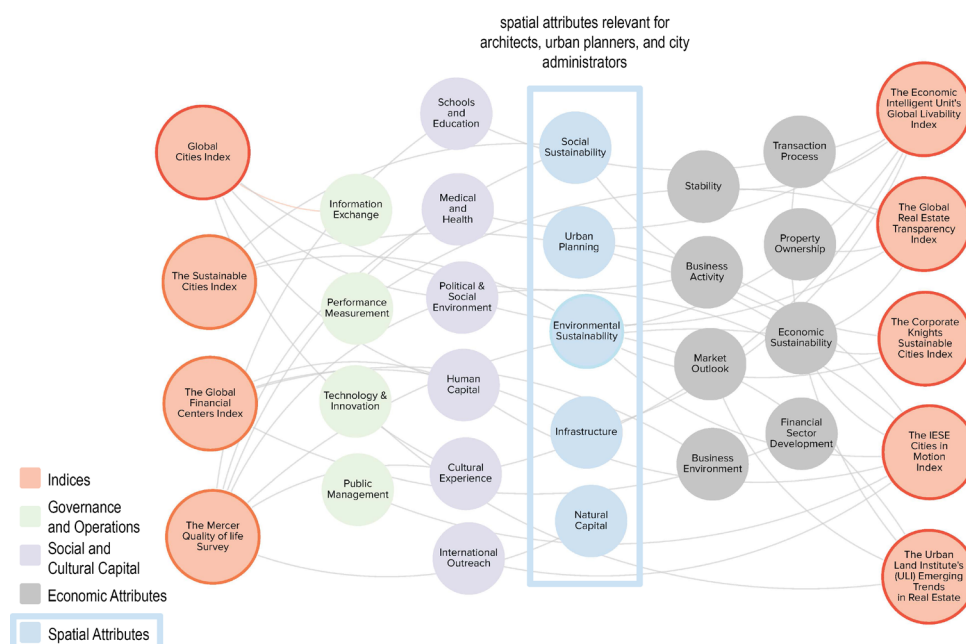 spatial attributes relevant for
architects, urban planners, and city
administrators
Global
Cities Index
The Sustainable
Cities Index
The Global
Financial
Centers Index
The Mercer
Quality of life
Survey
Information
Exchange
Performance
Measurement
Technology &
Innovation
Public
Management
Schools
and
Education
Medical
and
Health
Political &
Social
Environment
Human
Capital
Cultural
Experience
International
Outreach
Social
Sustainability
Urban
Planning
Environmental
Sustainability
Infrastructure
Natural
Capital
Stability
Business
Activity
Market
Outlook
Business
Environment
Transaction
Process
Property
Ownership
Economic
Sustainability
Financial
Sector
Development
The Economic
Intelligent Unit's
Global Livability
Index
The Global
Real Estate
Transparency
Index
The Corporate
Knights
Sustainable
Cities Index
The IESE
Cities in
Motion
Index
The Urban
Land Institute's
(ULI) Emerging
Trends
in Real Estate
Indices
Governance
and Operations
Social and
Cultural Capital
Economic Attributes
Spatial Attributes